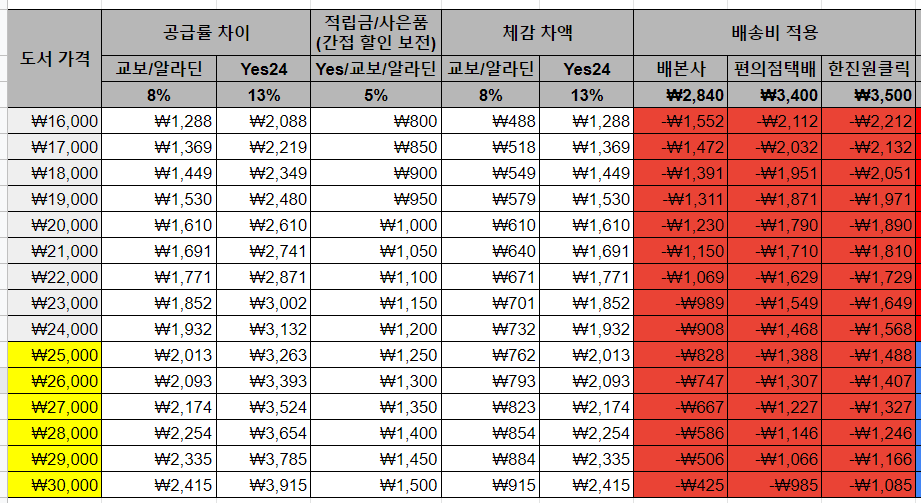 도서 가격 공급률 차이 적립금/사은품 (간접 할인 보전) 체감 차액 배송비 적용
교보/알라딘 Yes24 Yes/교보/알라딘 교보/알라딘 Yes24 배본사 편의점택배 한진원클릭
8% 13% 5% 8% 13% ₩2,840 ₩3,400 ₩3,500
₩16,000 ₩1,288 ₩2,088 ₩800 ₩488 ₩1,288 -₩1,552 -₩2,112 -₩2,212
₩17,000 ₩1,369 ₩2,219 ₩850 ₩518 ₩1,369 -₩1,472 -₩2,032 -₩2,132
₩18,000 ₩1,449 ₩2,349 ₩900 ₩549 ₩1,449 -₩1,391 -₩1,951 -₩2,051
₩19,000 ₩1,530 ₩2,480 ₩950 ₩579 ₩1,530 -₩1,311 -₩1,871 -₩1,971
₩20,000 ₩1,610 ₩2,610 ₩1,000 ₩610 ₩1,610 -₩1,230 -₩1,790 -₩1,890
₩21,000 ₩1,691 ₩2,741 ₩1,050 ₩640 ₩1,691 -₩1,150 -₩1,710 -₩1,810
₩22,000 ₩1,771 ₩2,871 ₩1,100 ₩671 ₩1,771 -₩1,069 -₩1,629 -₩1,729
₩23,000 ₩1,852 ₩3,002 ₩1,150 ₩701 ₩1,852 -₩989 -₩1,549 -₩1,649
₩24,000 ₩1,932 ₩3,132 ₩1,200 ₩732 ₩1,932 -₩908 -₩1,468 -₩1,568
₩25,000 ₩2,013 ₩3,263 ₩1,250 ₩762 ₩2,013 -₩828 -₩1,388 -₩1,488
₩26,000 ₩2,093 ₩3,393 ₩1,300 ₩793 ₩2,093 -₩747 -₩1,307 -₩1,407
₩27,000 ₩2,174 ₩3,524 ₩1,350 ₩823 ₩2,174 -₩667 -₩1,227 -₩1,327
₩28,000 ₩2,254 ₩3,654 ₩1,400 ₩854 ₩2,254 -₩586 -₩1,146 -₩1,246
₩29,000 ₩2,335 ₩3,785 ₩1,450 ₩884 ₩2,335 -₩506 -₩1,066 -₩1,166
₩30,000 ₩2,415 ₩3,915 ₩1,500 ₩915 ₩2,415 -₩425 -₩985 -₩1,085